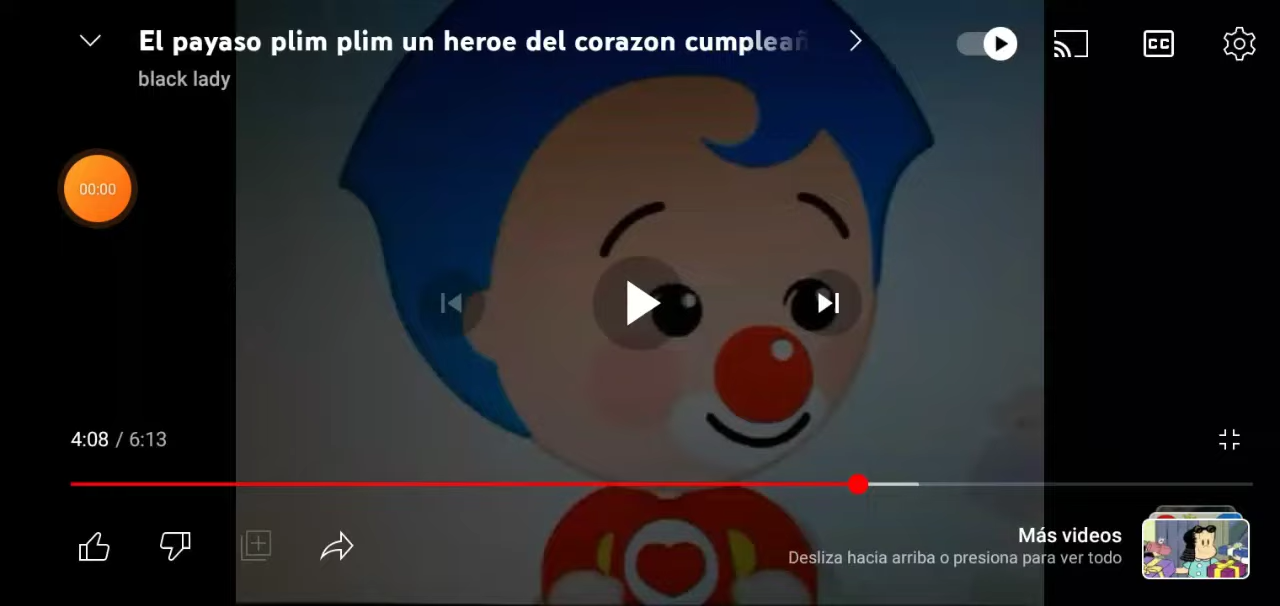 El payaso plim plim un heroe del corazon cumpleañ
black lady
00:00
CC
4:08 / 6:13
Más videos
Desliza hacia arriba o presiona para ver todo